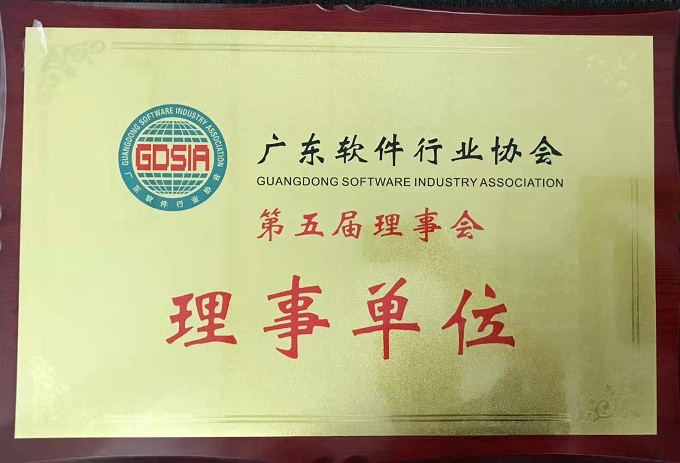 GUANGDONG SOFTWARE INDUSTRY ASSOCIATION
GDSIA
广东软件行业协会
广东软件行业协会
GUANGDONG SOFTWARE INDUSTRY ASSOCIATION
第五届理事会
理事单位